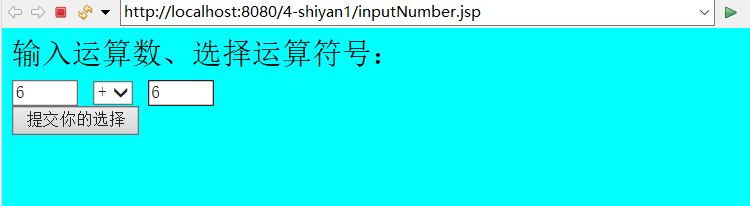 http://localhost:8080/4-shiyan1/inputNumber.jsp
输入运算数、选择运算符号：
6 + 6
提交你的选择